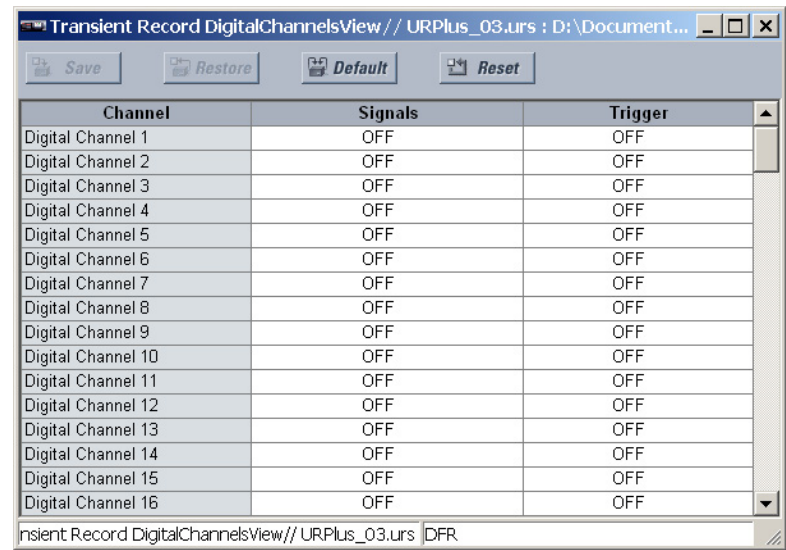 Transient Record DigitalChannelsView// URPlus_03.urs : D:\Document...
Save Restore Default Reset
Channel Signals Trigger
Digital Channel 1 OFF OFF
Digital Channel 2 OFF OFF
Digital Channel 3 OFF OFF
Digital Channel 4 OFF OFF
Digital Channel 5 OFF OFF
Digital Channel 6 OFF OFF
Digital Channel 7 OFF OFF
Digital Channel 8 OFF OFF
Digital Channel 9 OFF OFF
Digital Channel 10 OFF OFF
Digital Channel 11 OFF OFF
Digital Channel 12 OFF OFF
Digital Channel 13 OFF OFF
Digital Channel 14 OFF OFF
Digital Channel 15 OFF OFF
Digital Channel 16 OFF OFF
nsient Record DigitalChannelsView// URPlus_03.urs DFR